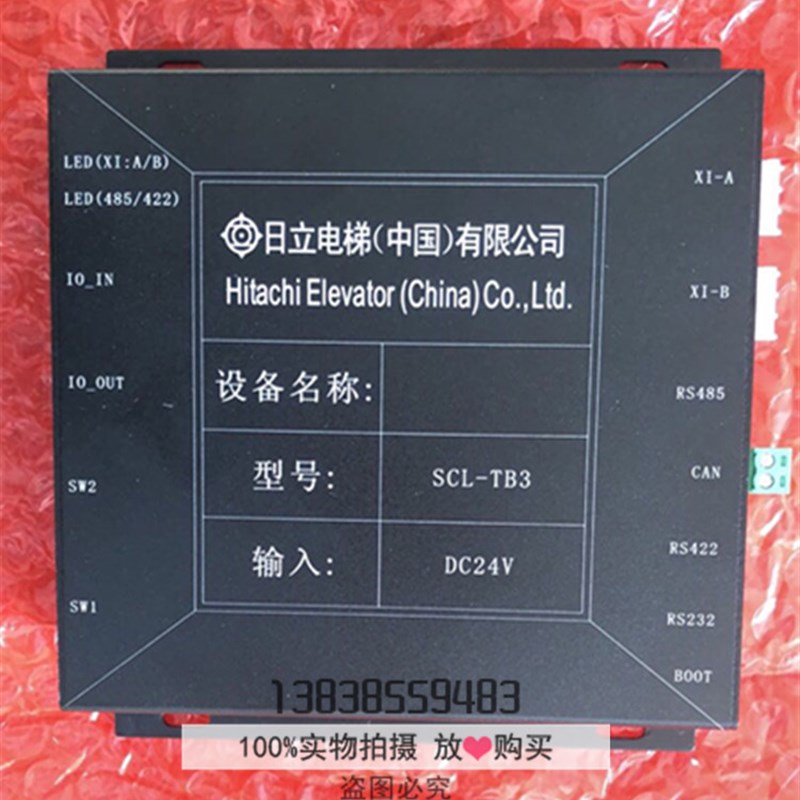 LED(XI:A/B)
LED(485/422)
IO_IN
IO_OUT
SW2
SW1
日立电梯(中国)有限公司
Hitachi Elevator (China) Co., Ltd.
设备名称:
型号: SCL-TB3
输入: DC24V
XI-A
XI-B
RS485
CAN
RS422
RS232
BOOT
13838559483
100%实物拍摄 放❤购买
盗图必究